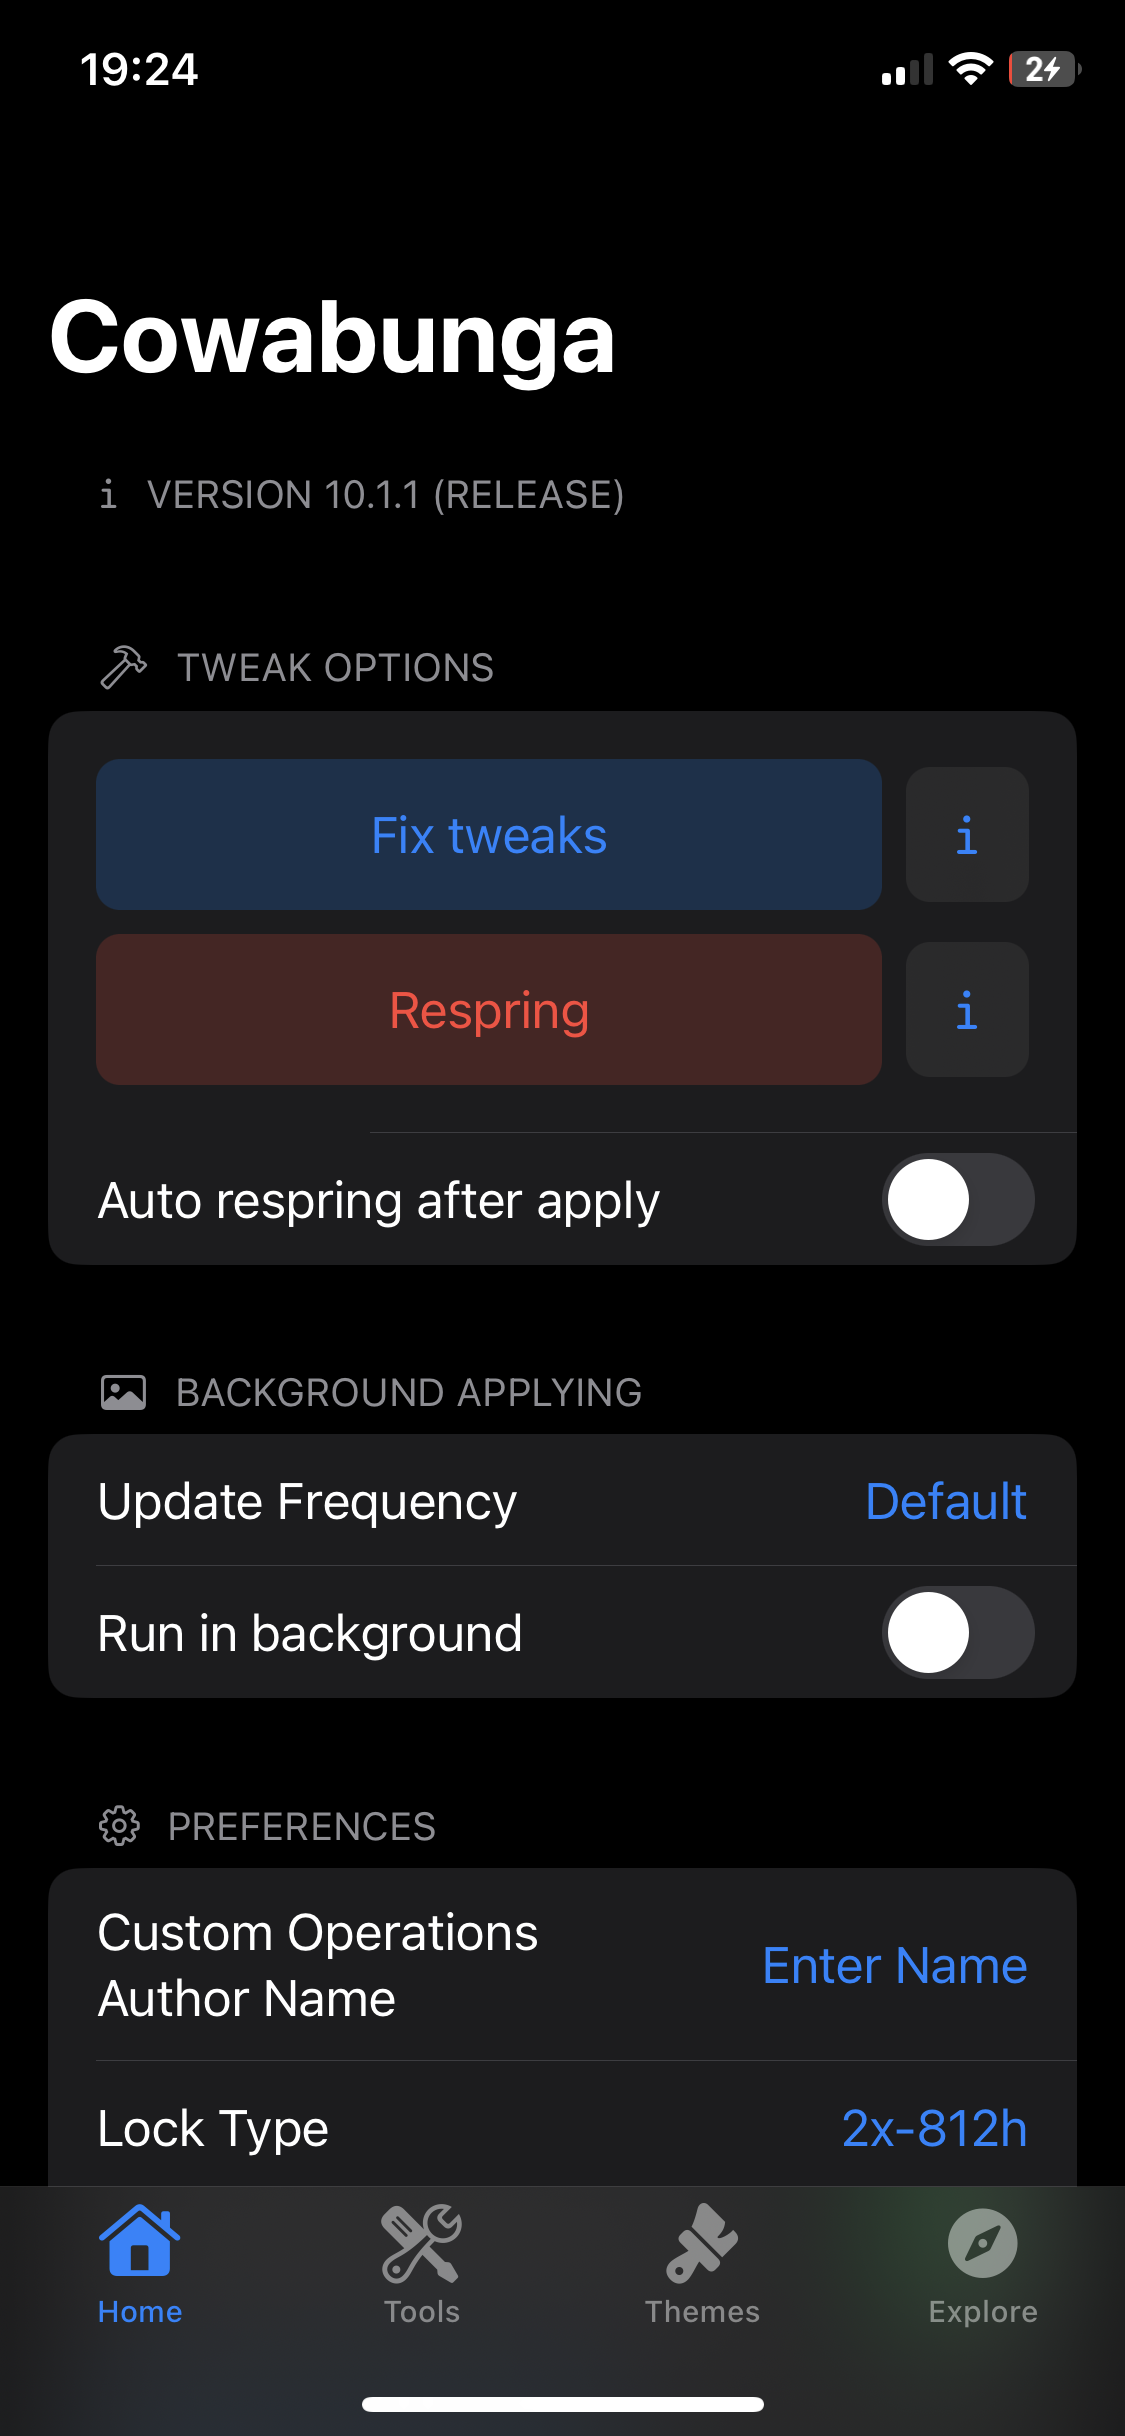 19:24
2
Cowabunga
i VERSION 10.1.1 (RELEASE)
TWEAK OPTIONS
Fix tweaks i
Respring i
Auto respring after apply
BACKGROUND APPLYING
Update Frequency Default
Run in background
PREFERENCES
Custom Operations
Author Name Enter Name
Lock Type 2x-812h
Home Tools Themes Explore